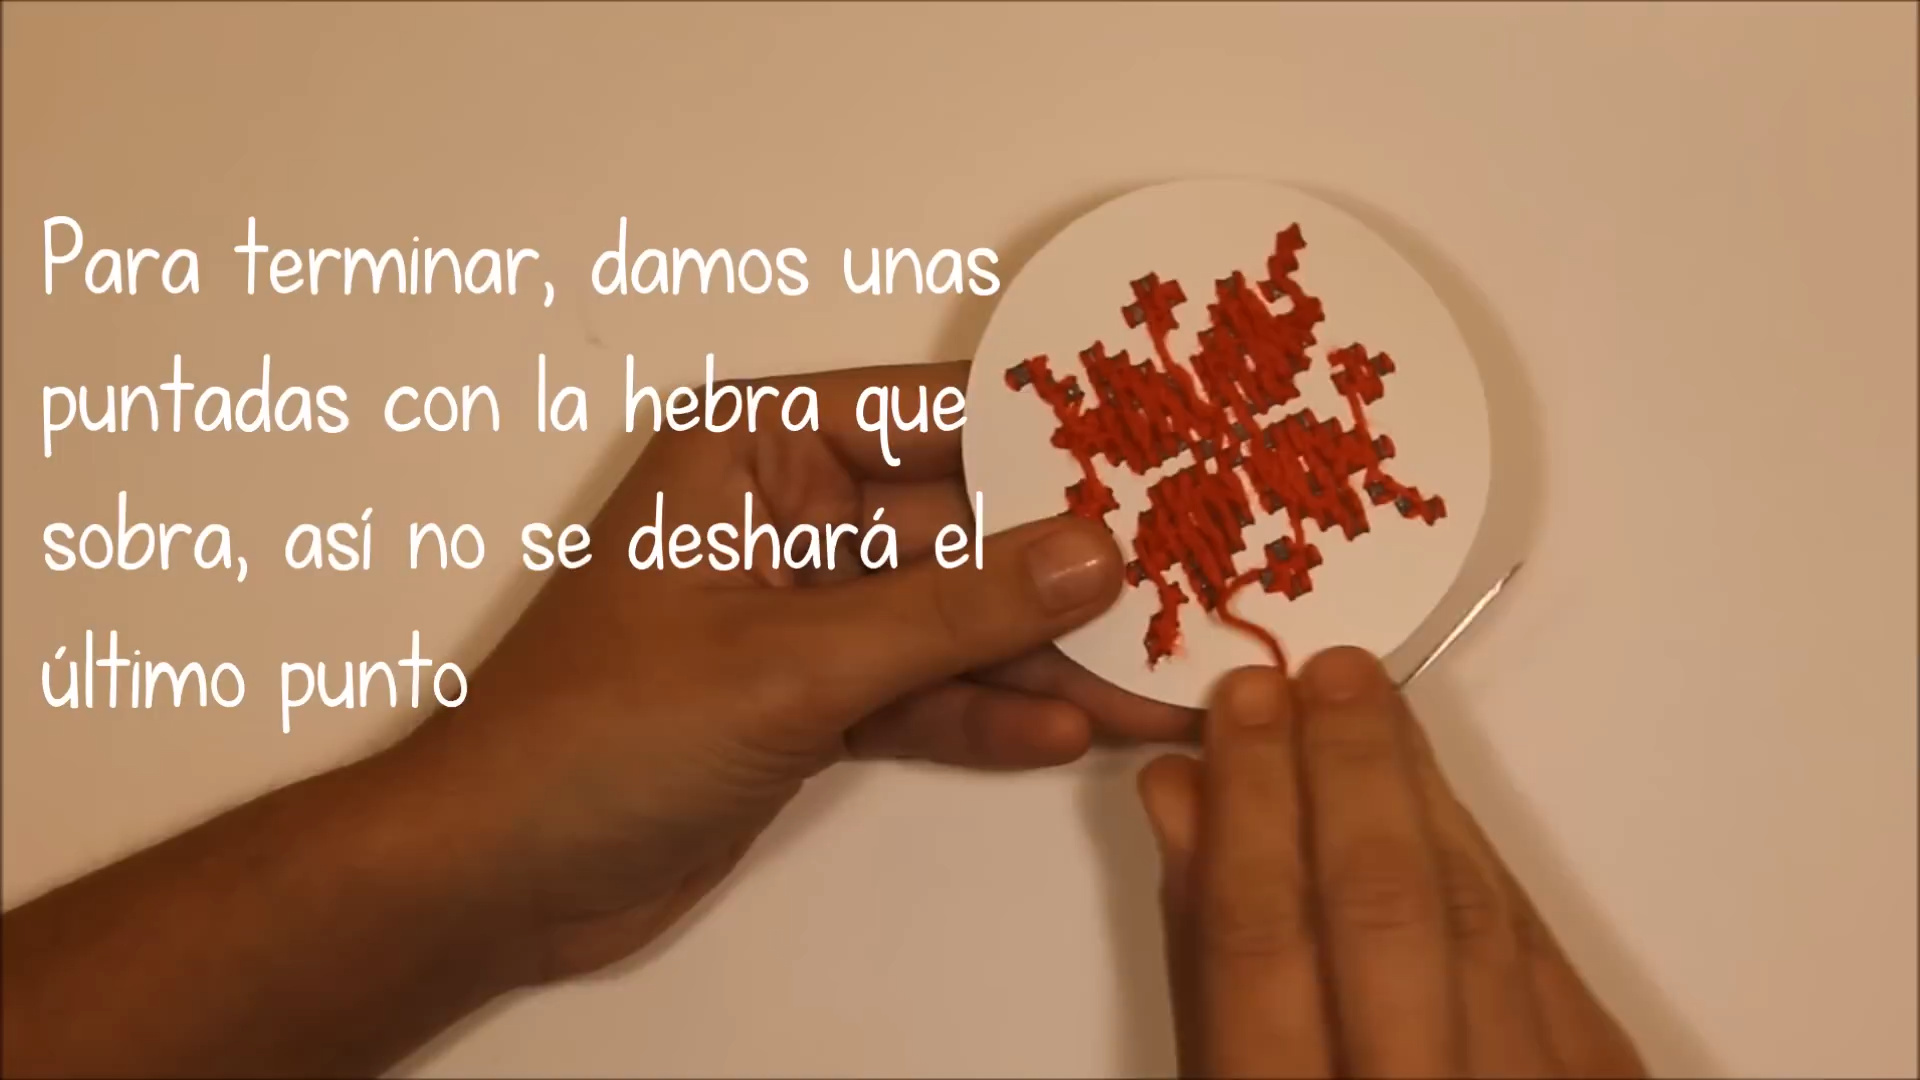 Para terminar, damos unas
puntadas con la hebra que
sobra, así no se deshará el
último punto